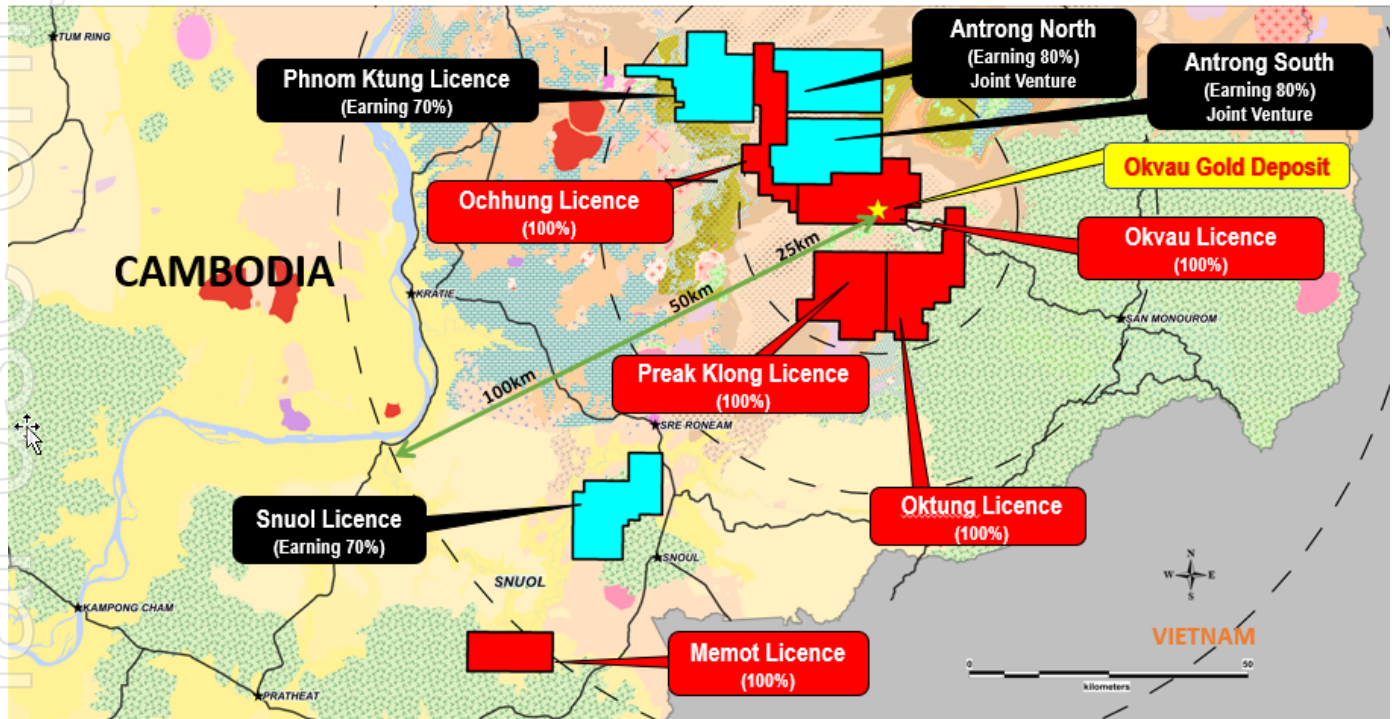 TUM RING
Phnom Ktung Licence
(Earning 70%)
Antrong North
(Earning 80%)
Joint Venture
Antrong South
(Earning 80%)
Joint Venture
Okvau Gold Deposit
Ochhung Licence
(100%)
Okvau Licence
(100%)
CAMBODIA
KRATIE
25km
50km
100km
SAN MONOUROM
Preak Klong Licence
(100%)
SRE RONEAM
Oktung Licence
(100%)
Snuol Licence
(Earning 70%)
SNOUL
SNUOL
KAMPONG CHAM
PRATHEAT
Memot Licence
(100%)
N
W E
S
VIETNAM
0 50
kilometers